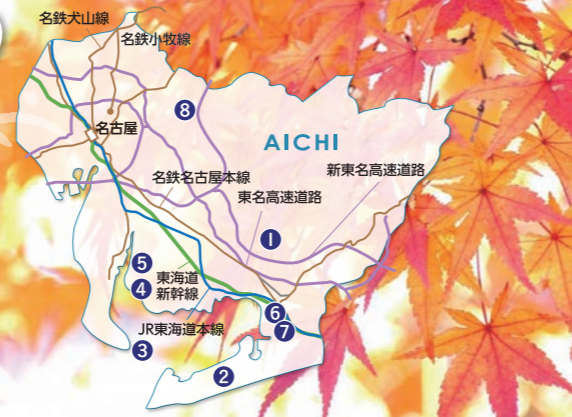 名鉄犬山線
名鉄小牧線
8
名古屋
AICHI
名鉄名古屋本線
新東名高速道路
東名高速道路
1
5
4
東海道
新幹線
6
7
JR東海道本線
3
2